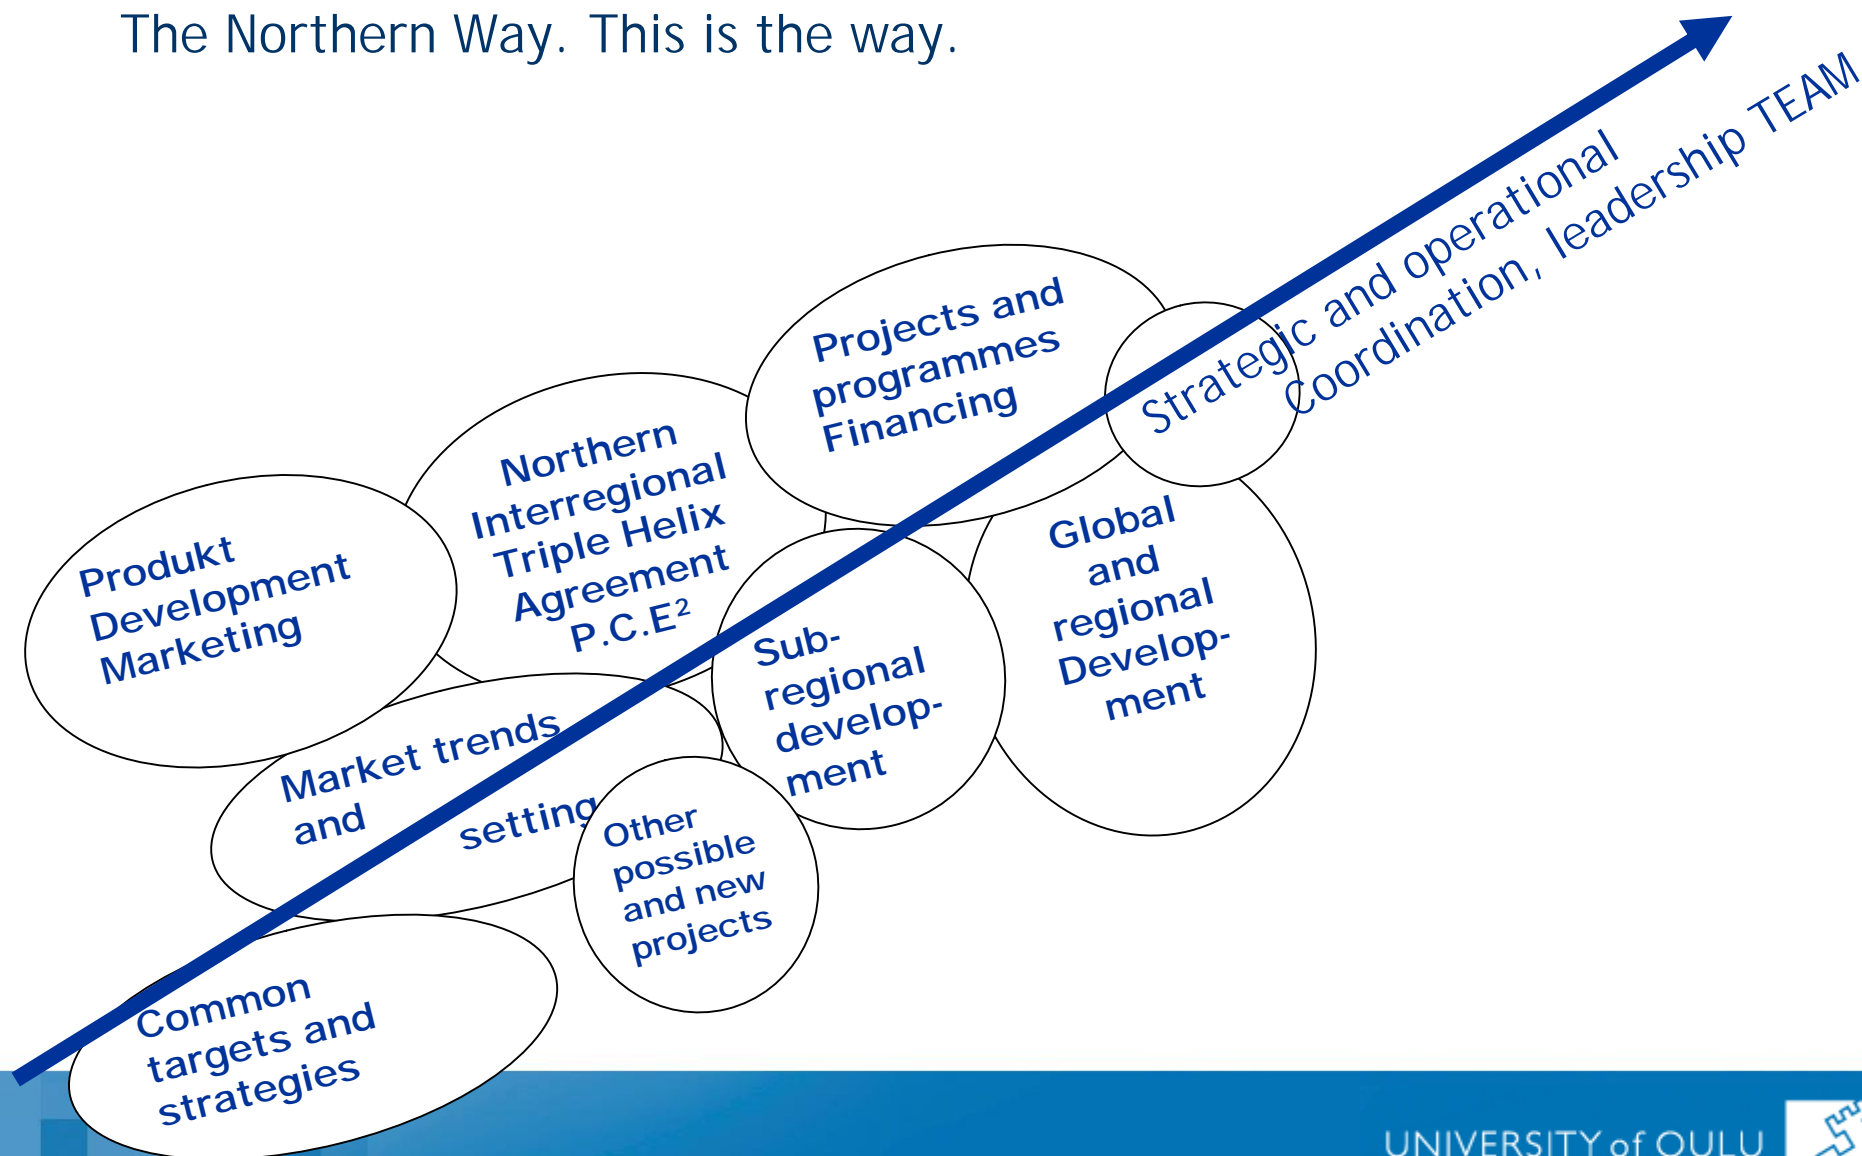 The Northern Way. This is the way.
Strategic and operational
Coordination, leadership TEAM
Projects and
programmes
Financing
Northern
Interregional
Triple Helix
Agreement
P.C.E²
Produkt
Development
Marketing
Global
and
regional
Develop-
ment
Sub-
regional
develop-
ment
Market trends
and setting
Other
possible
and new
projects
Common
targets and
strategies
UNIVERSITY of OULU